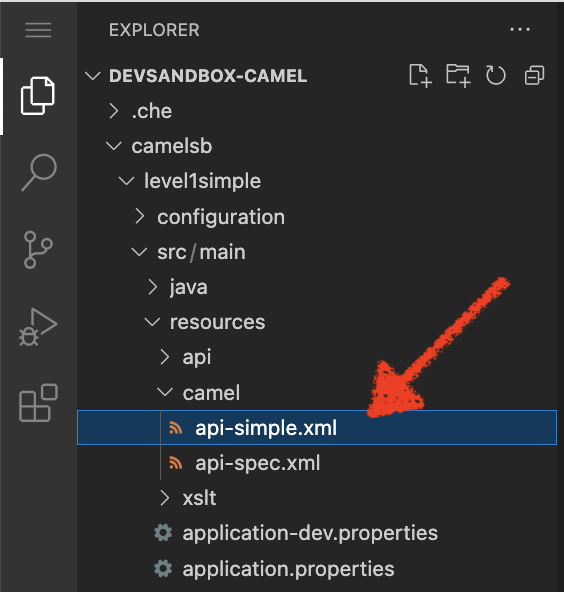 EXPLORER
DEVSANDBOX-CAMEL
.che
camelsb
level1simple
configuration
src/main
java
resources
api
camel
api-simple.xml
api-spec.xml
xslt
application-dev.properties
application.properties